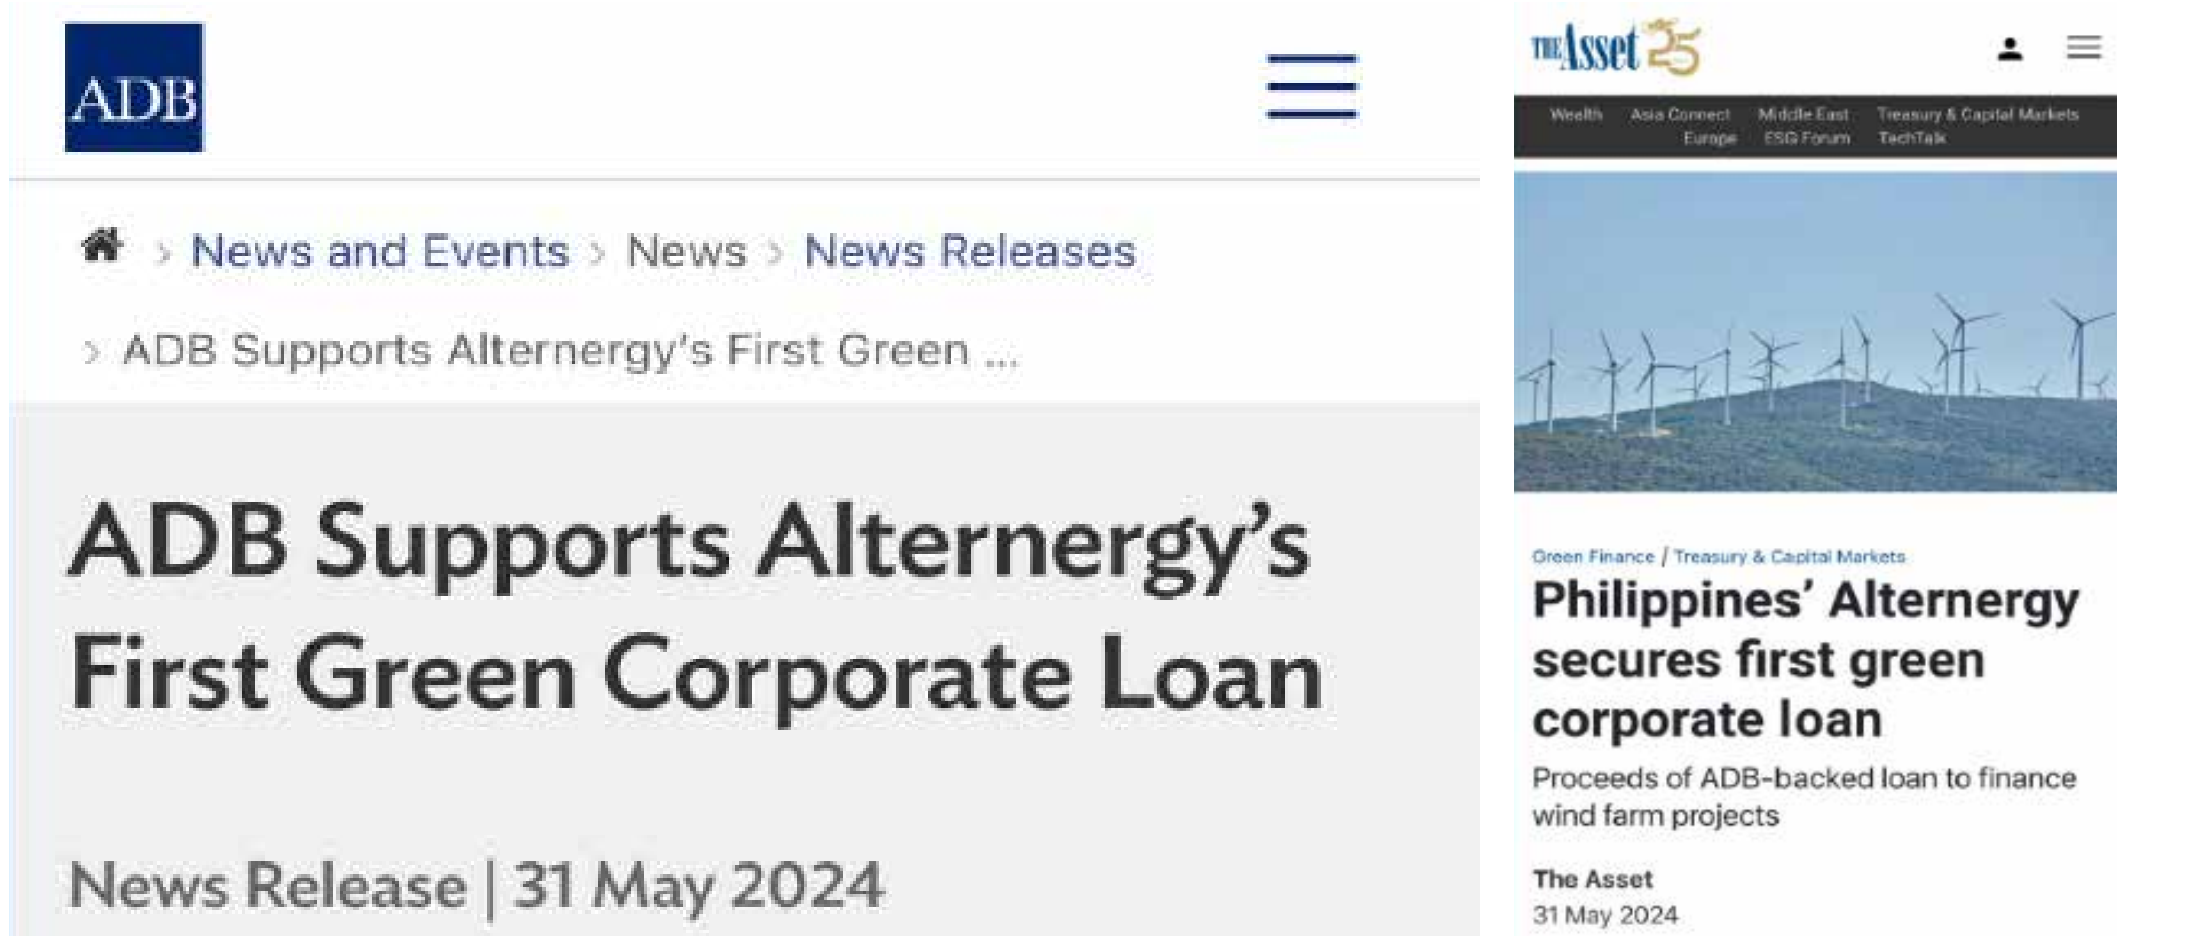 ADB
News and Events > News > News Releases
> ADB Supports Alternergy's First Green ...
ADB Supports Alternergy's
First Green Corporate Loan
News Release | 31 May 2024
THE Asset 25
Wealth Asia Connect Middle East Treasury & Capital Markets
Europe ESG Forum TechTalk
Green Finance / Treasury & Capital Markets
Philippines' Alternergy
secures first green
corporate loan
Proceeds of ADB-backed loan to finance
wind farm projects
The Asset
31 May 2024